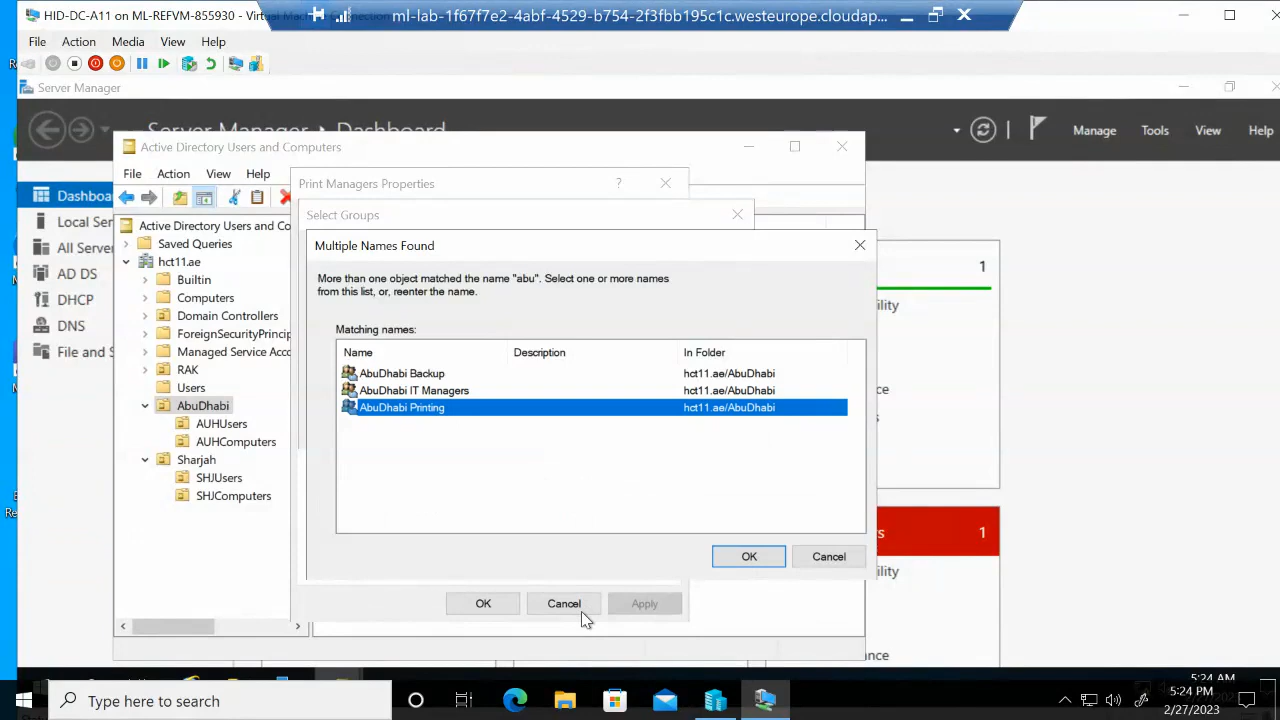 HID-DC-A11 on ML-REFVM-855930 - Virtual Machine Connection
ml-lab-1f67f7e2-4abf-4529-b754-2f3fbb195c1c.westeurope.cloudap...
File Action Media View Help
Server Manager
Server Manager ▸ Dashboard
Manage Tools View Help
Dashboa
Local Ser
All Server
AD DS
DHCP
DNS
File and S
Active Directory Users and Computers
File Action View Help
Active Directory Users and Co
Saved Queries
hct11.ae
Builtin
Computers
Domain Controllers
ForeignSecurityPrincip
Managed Service Acc
RAK
Users
AbuDhabi
AUHUsers
AUHComputers
Sharjah
SHJUsers
SHJComputers
Print Managers Properties
?
Select Groups
Multiple Names Found
More than one object matched the name "abu". Select one or more names
from this list, or, reenter the name.
Matching names:
Name Description In Folder
AbuDhabi Backup hct11.ae/AbuDhabi
AbuDhabi IT Managers hct11.ae/AbuDhabi
AbuDhabi Printing hct11.ae/AbuDhabi
OK Cancel
OK Cancel Apply
1
ility
nce
s
s 1
ility
nce
Type here to search
5:24 AM
5:24 PM
2/27/2023